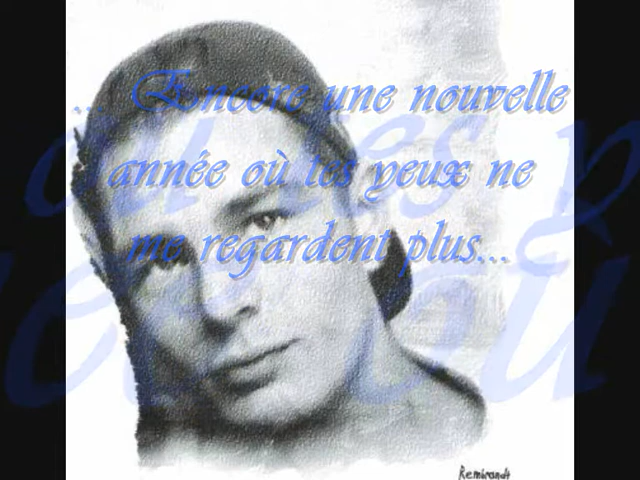 ... Encore une nouvelle
année où tes yeux ne
me regardent plus...
Rembrandt